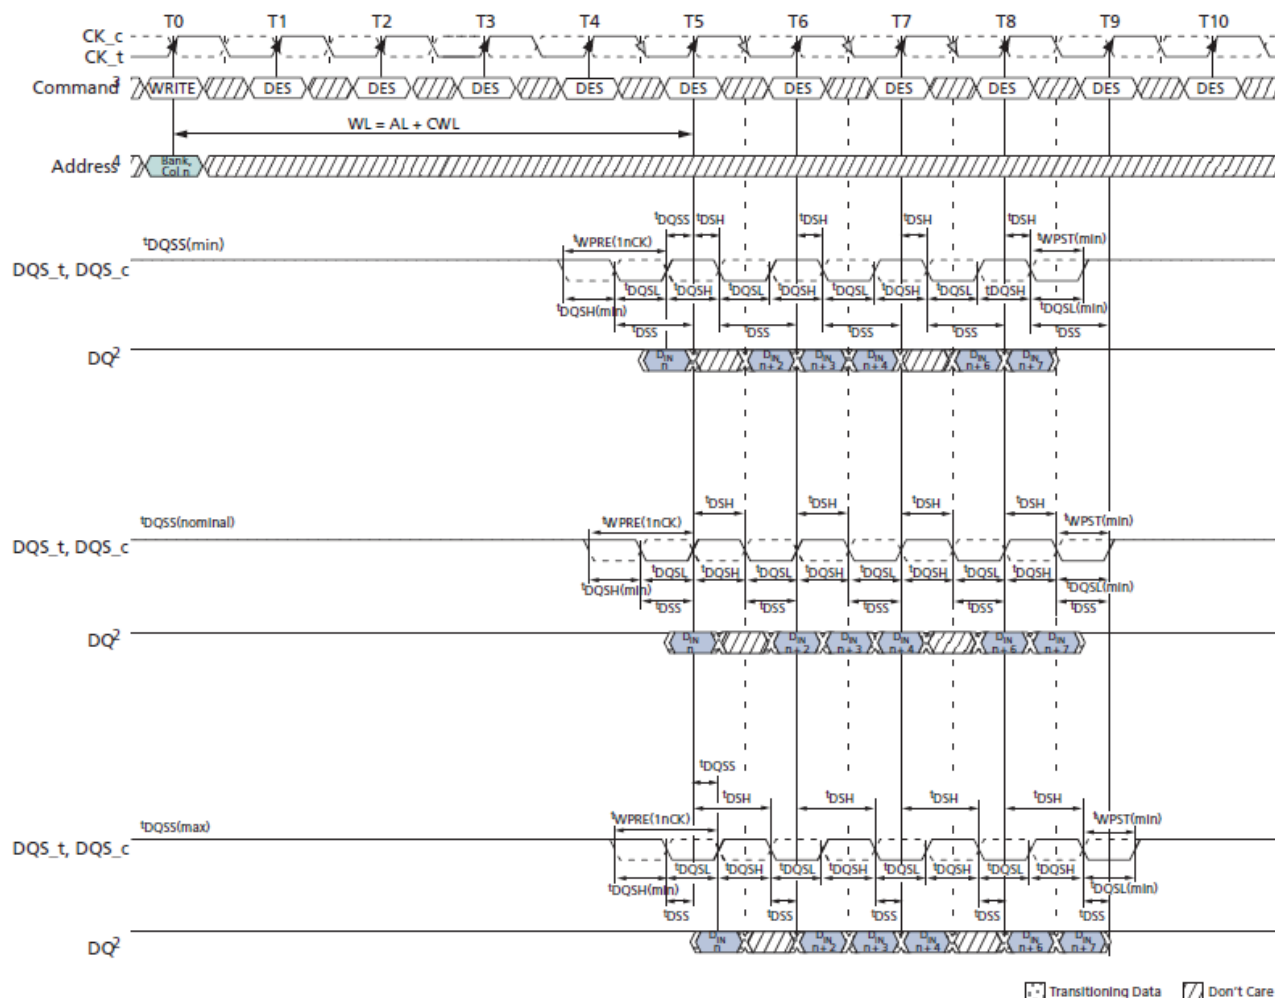 T0 T1 T2 T3 T4 T5 T6 T7 T8 T9 T10
CK_c
CK_t
Command3 WRITE DES DES DES DES DES DES DES DES DES DES
WL = AL + CWL
Address4 Bank, Col n
tDQSS tDSH tDSH tDSH tDSH
tDQSS(min) tWPRE(1nCK) tWPST(min)
DQS_t, DQS_c
tDQSL tDQSH tDQSL tDQSH tDQSL tDQSH tDQSL tDQSH
tDQSH(min) tDQSL(min)
tDSS tDSS tDSS tDSS tDSS
DQ2 DIN n DIN n + 2 DIN n + 3 DIN n + 4 DIN n + 6 DIN n + 7
tDSH tDSH tDSH tDSH
tDQSS(nominal) tWPRE(1nCK) tWPST(min)
DQS_t, DQS_c
tDQSL tDQSH tDQSL tDQSH tDQSL tDQSH tDQSL tDQSH
tDQSH(min) tDQSL(min)
tDSS tDSS tDSS tDSS tDSS
DQ2 DIN n DIN n + 2 DIN n + 3 DIN n + 4 DIN n + 6 DIN n + 7
tDQSS
tDSH tDSH tDSH tDSH
tDQSS(max) tWPRE(1nCK) tWPST(min)
DQS_t, DQS_c
tDQSL tDQSH tDQSL tDQSH tDQSL tDQSH tDQSL tDQSH
tDQSH(min) tDQSL(min)
tDSS tDSS tDSS tDSS tDSS
DQ2 DIN n DIN n + 2 DIN n + 3 DIN n + 4 DIN n + 6 DIN n + 7
Transitioning Data Don't Care